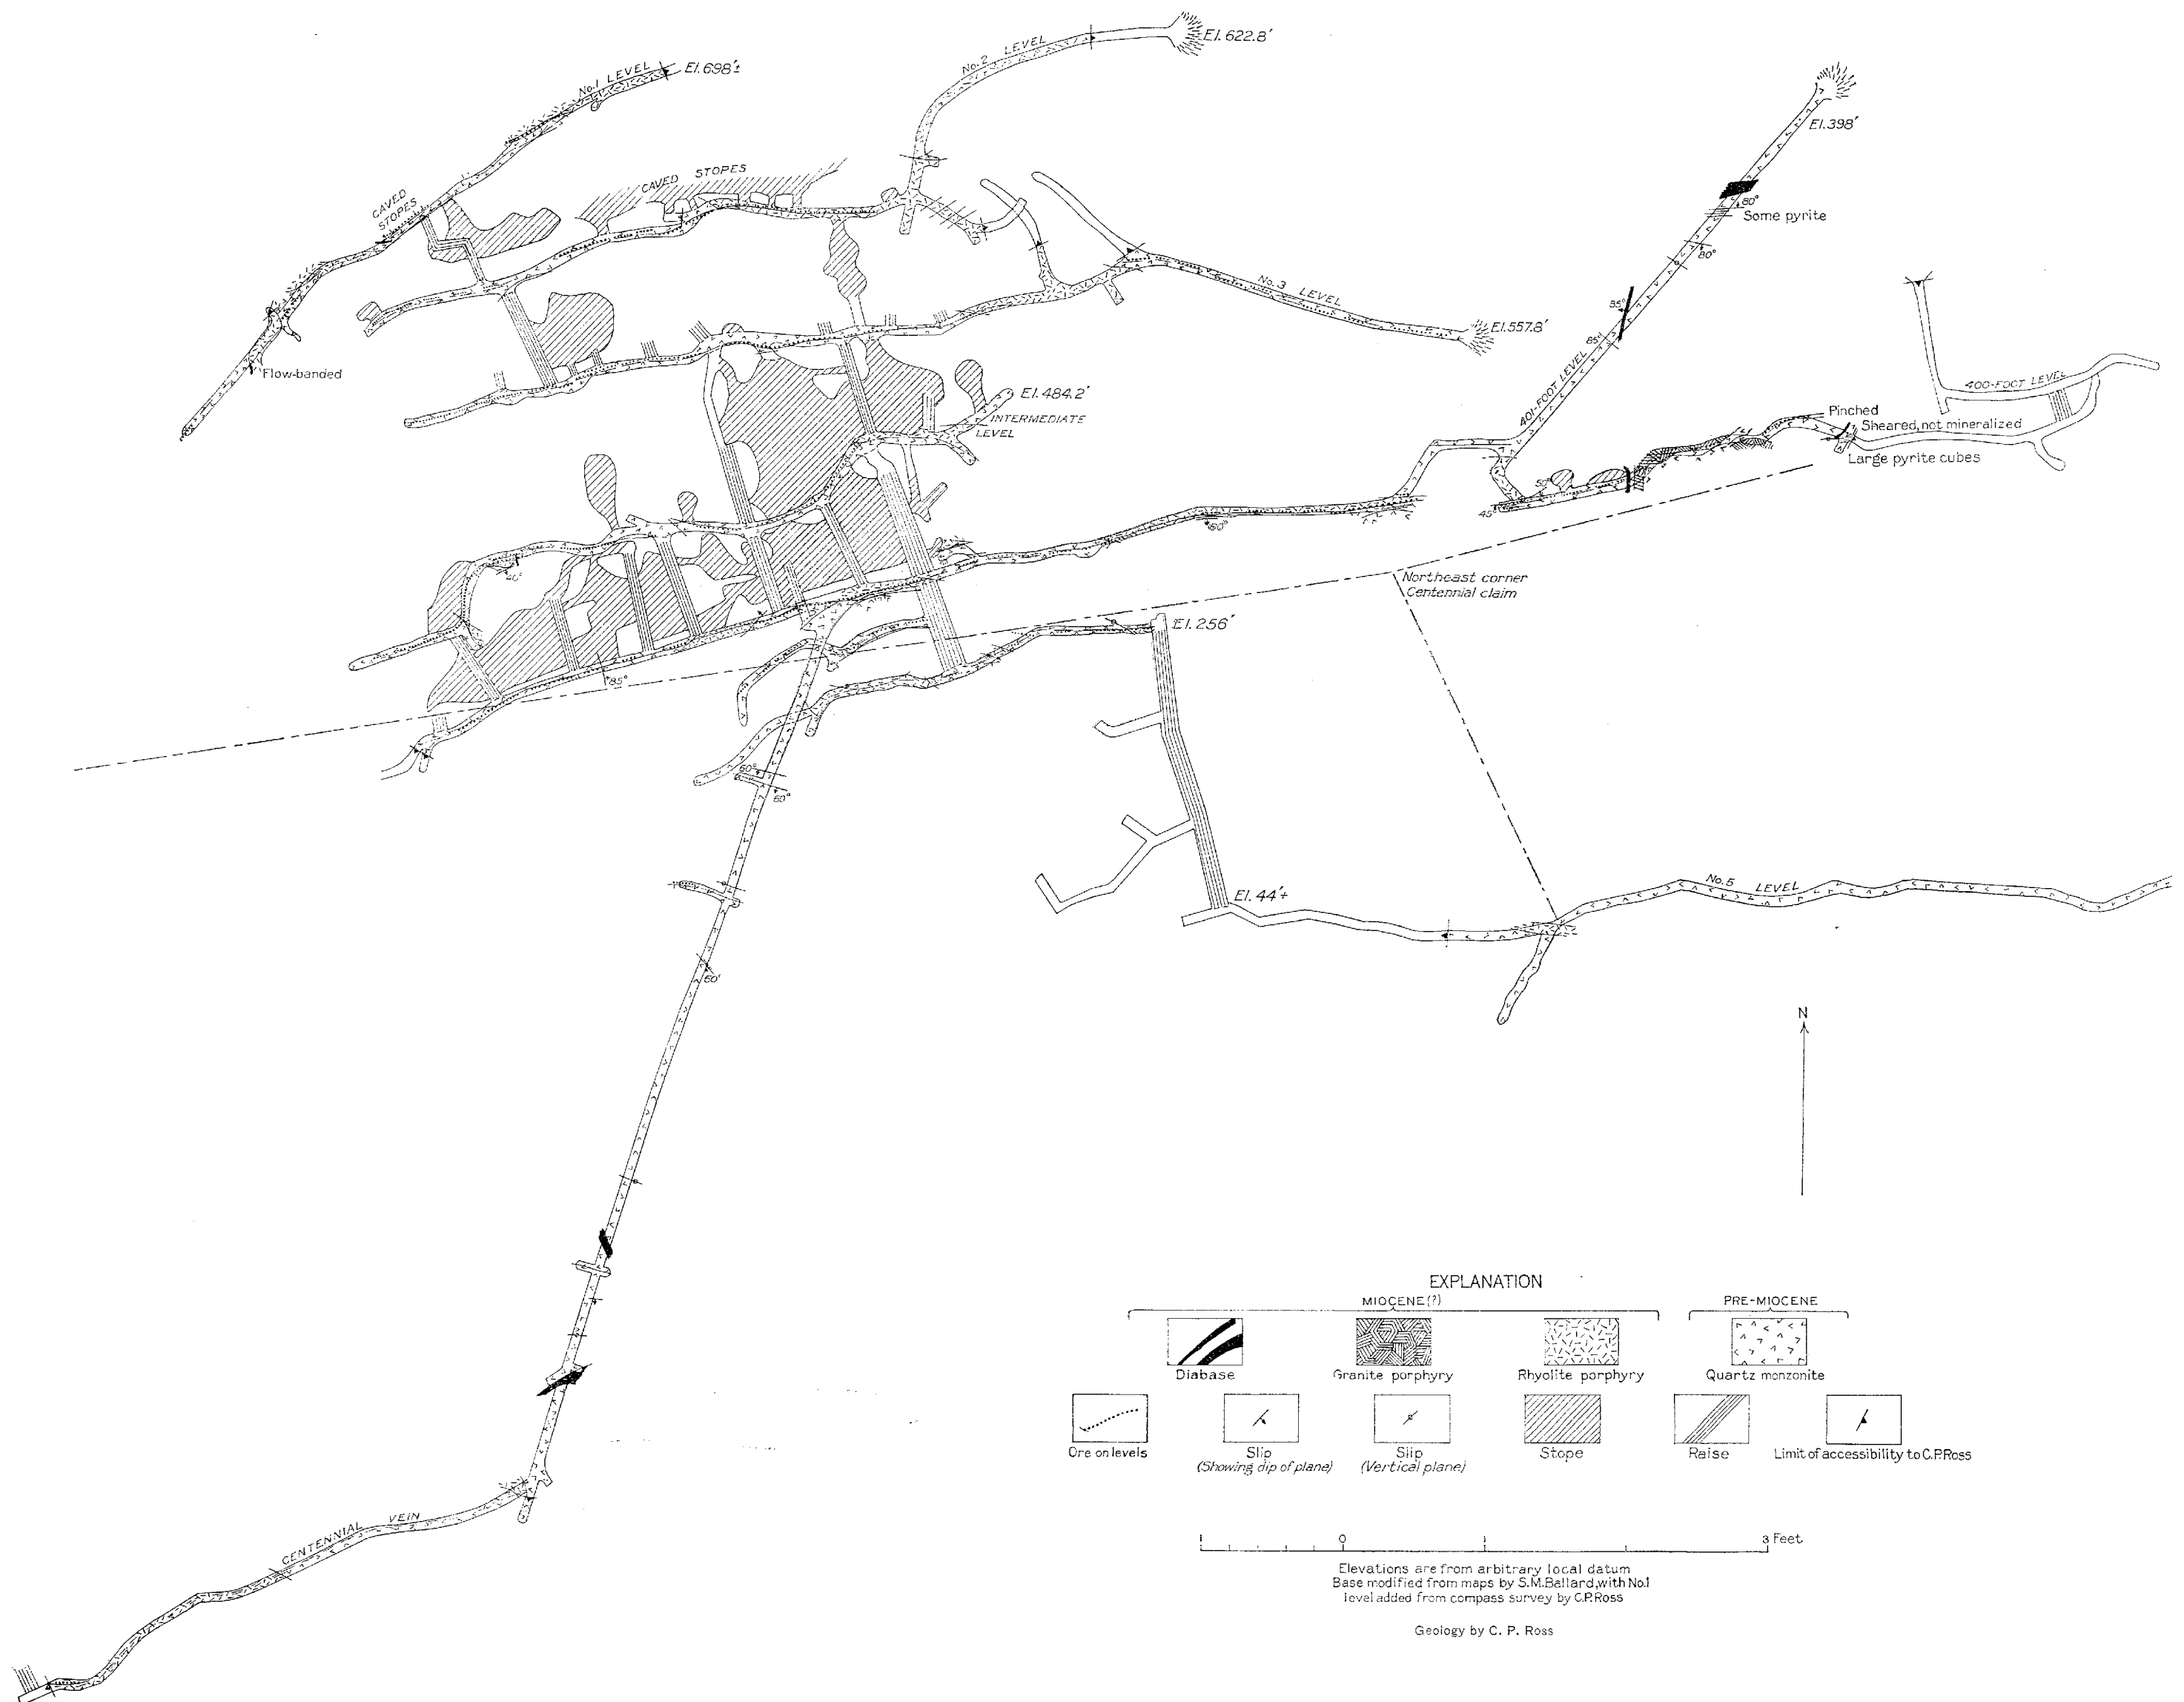 No. 2 LEVEL
El. 622.8'
No. 1 LEVEL
El. 698'±
El. 398'
CAVED STOPES
CAVED
STOPES
80°
Some pyrite
80°
No. 3 LEVEL
85°
El. 557.8'
85°
Flow-banded
401-FOOT LEVEL
400-FOOT LEVEL
El. 484.2'
INTERMEDIATE
LEVEL
Pinched
Sheared, not mineralized
Large pyrite cubes
45°
60°
Northeast corner
Centennial claim
El. 256'
85°
60°
60°
No. 5 LEVEL
El. 44'+
60°
N
CENTENNIAL VEIN
EXPLANATION
MIOCENE(?)
PRE-MIOCENE
Diabase
Granite porphyry
Rhyolite porphyry
Quartz monzonite
Ore on levels
Slip
(Showing dip of plane)
Slip
(Vertical plane)
Stope
Raise
Limit of accessibility to C.P.Ross
1 0 1 3 Feet
Elevations are from arbitrary local datum
Base modified from maps by S.M.Ballard, with No.1
level added from compass survey by C.P.Ross
Geology by C. P. Ross